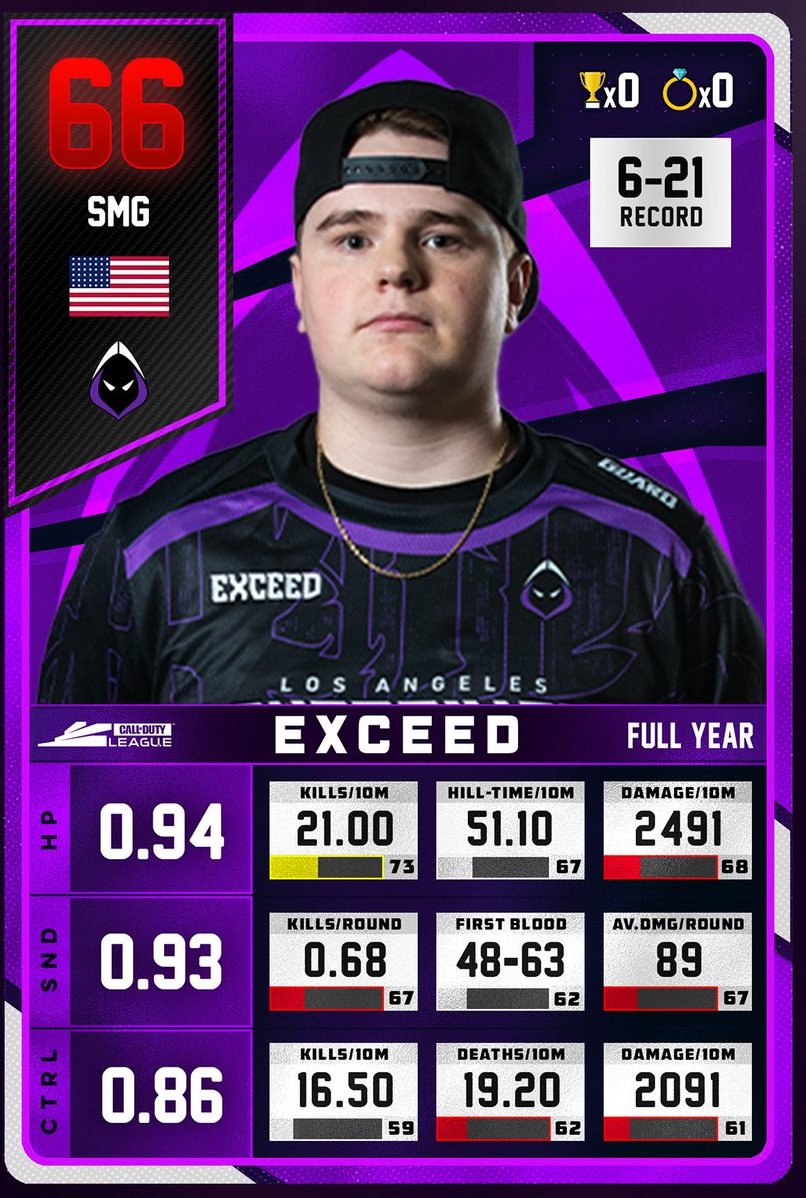 66
SMG
x0 x0
6-21
RECORD
GUARD
EXCEED
LOS ANGELES
CALL OF DUTY
LEAGUE
EXCEED
FULL YEAR
HP
0.94
KILLS/10M
21.00
73
HILL-TIME/10M
51.10
67
DAMAGE/10M
2491
68
SND
0.93
KILLS/ROUND
0.68
67
FIRST BLOOD
48-63
62
AV.DMG/ROUND
89
67
CTRL
0.86
KILLS/10M
16.50
59
DEATHS/10M
19.20
62
DAMAGE/10M
2091
61